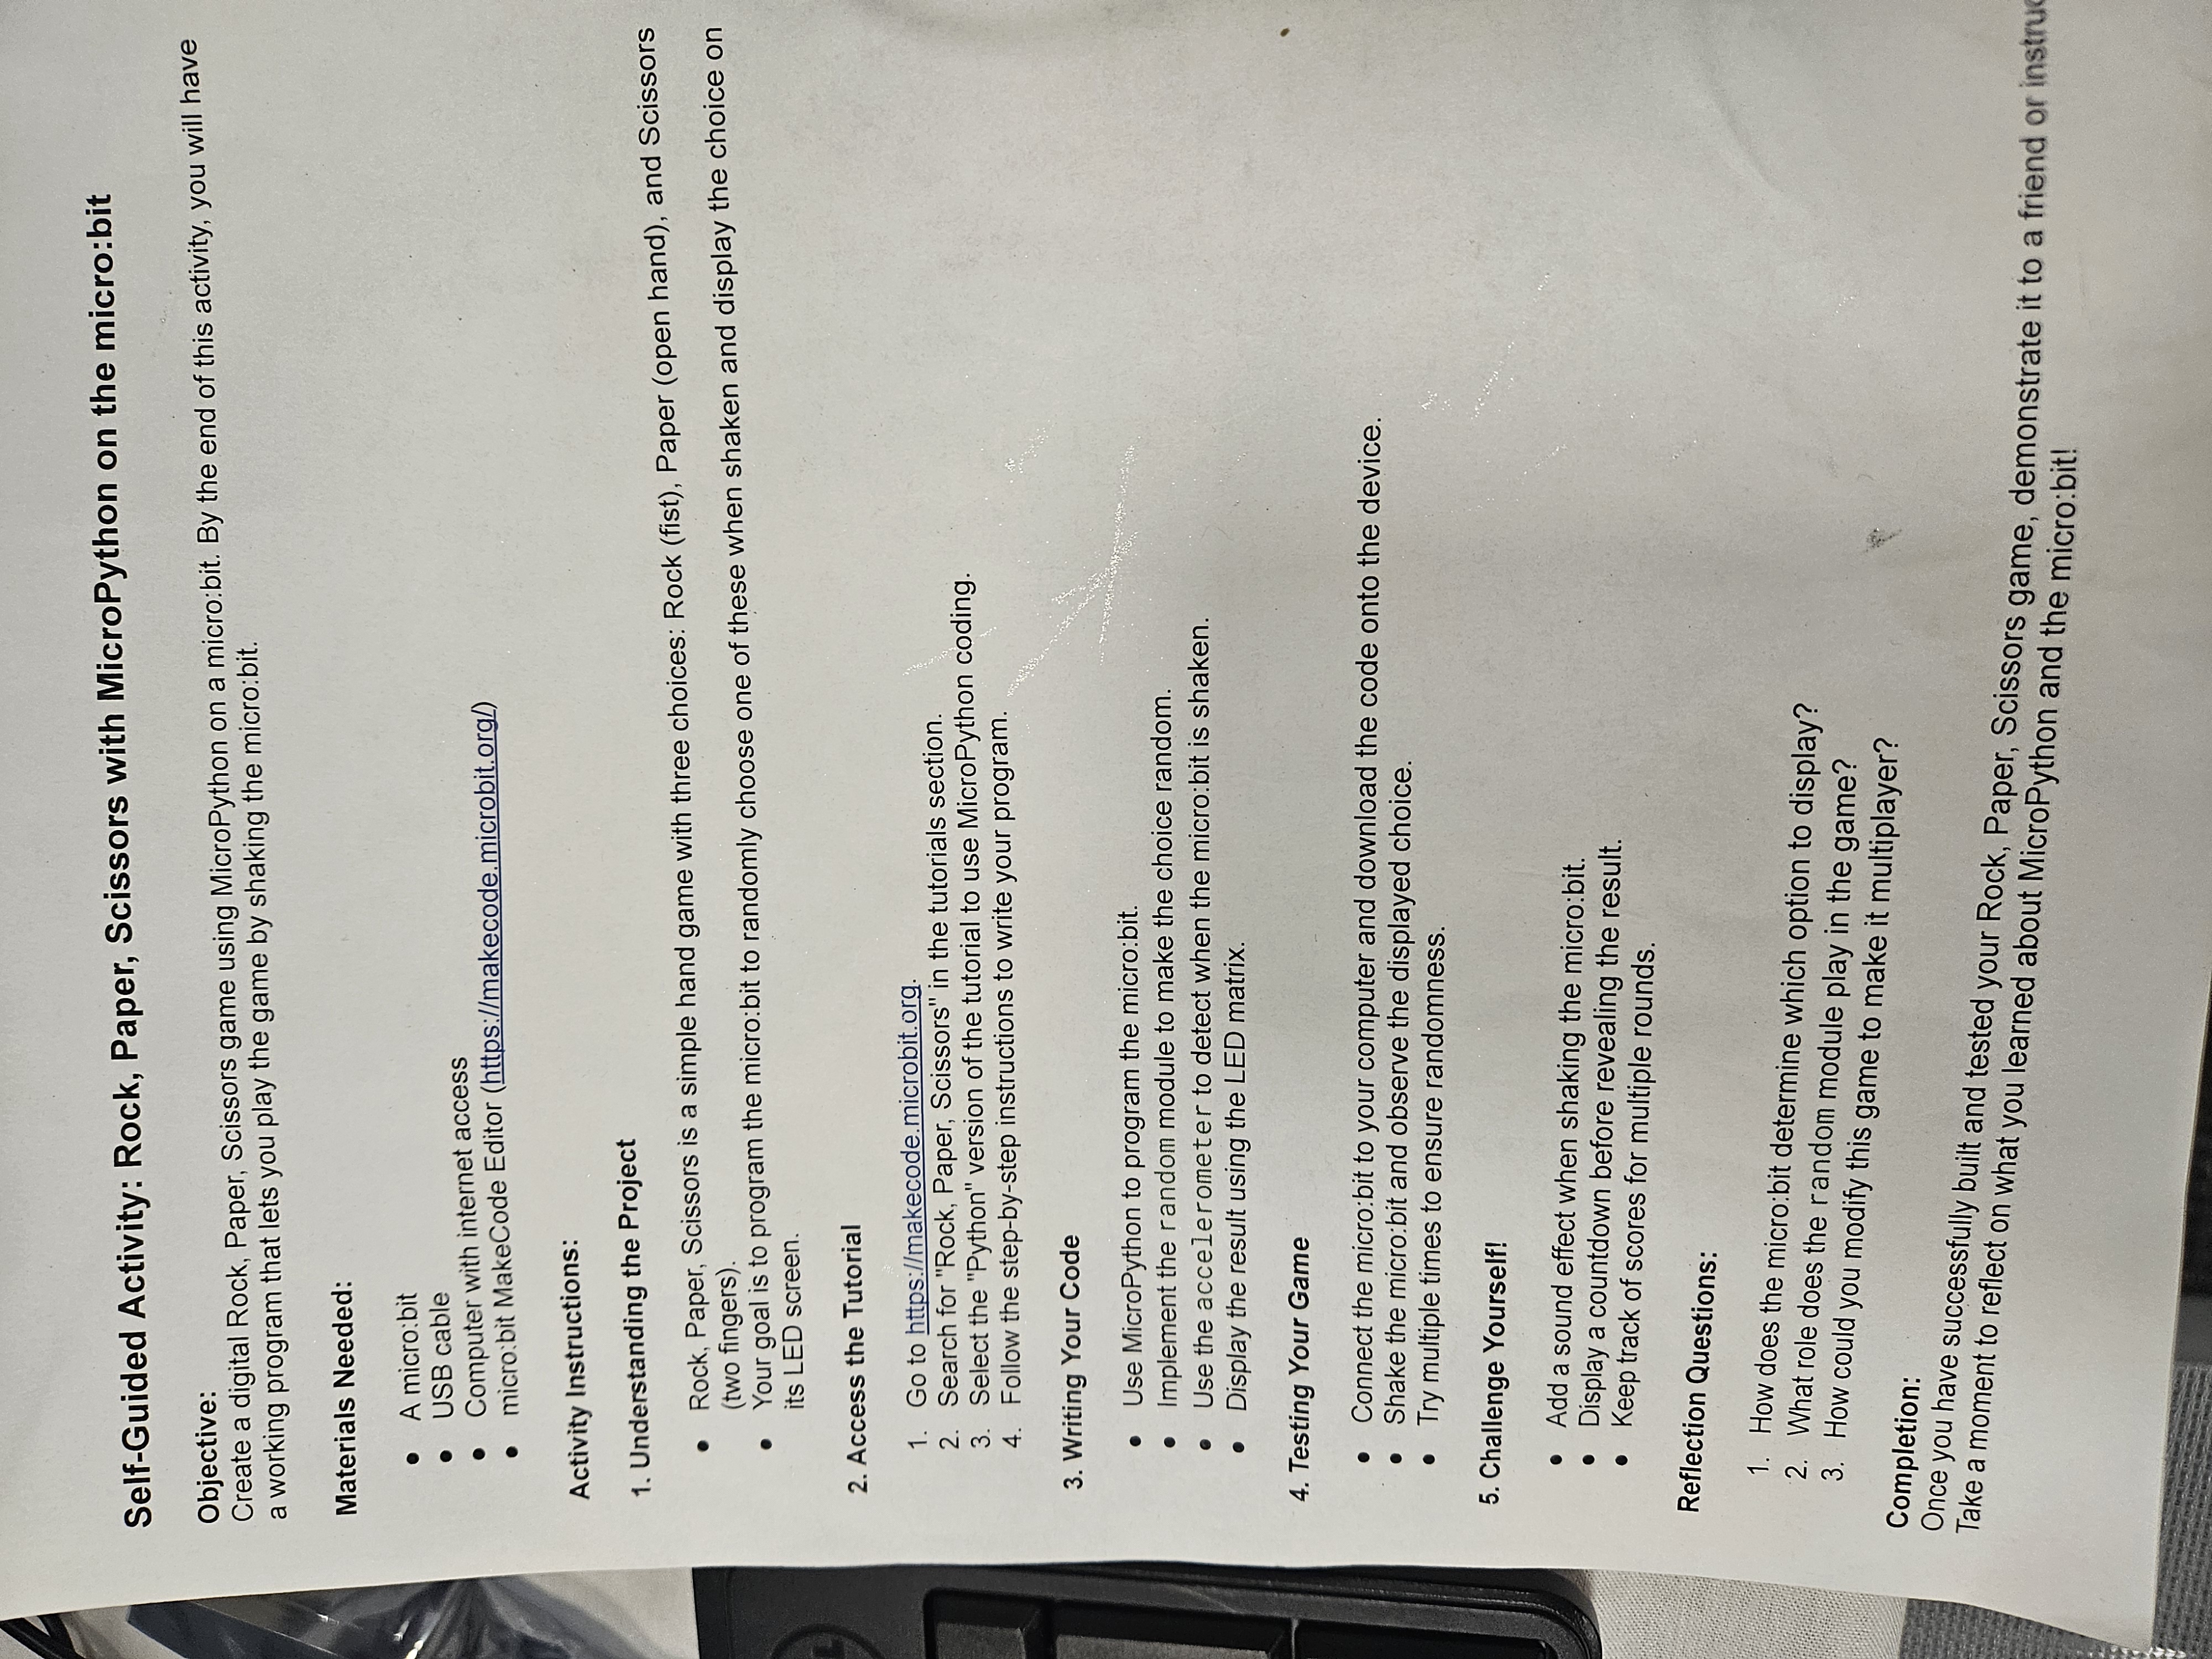 Self-Guided Activity: Rock, Paper, Scissors with MicroPython on the micro:bit
Objective:
Create a digital Rock, Paper, Scissors game using MicroPython on a micro:bit. By the end of this activity, you will have
a working program that lets you play the game by shaking the micro:bit.
Materials Needed:
● A micro:bit
● USB cable
● Computer with internet access
● micro:bit MakeCode Editor (https://makecode.microbit.org/)
Activity Instructions:
1. Understanding the Project
● Rock, Paper, Scissors is a simple hand game with three choices: Rock (fist), Paper (open hand), and Scissors
(two fingers).
● Your goal is to program the micro:bit to randomly choose one of these when shaken and display the choice on
its LED screen.
2. Access the Tutorial
1. Go to https://makecode.microbit.org.
2. Search for "Rock, Paper, Scissors" in the tutorials section.
3. Select the "Python" version of the tutorial to use MicroPython coding.
4. Follow the step-by-step instructions to write your program.
3. Writing Your Code
● Use MicroPython to program the micro:bit.
● Implement the random module to make the choice random.
● Use the accelerometer to detect when the micro:bit is shaken.
● Display the result using the LED matrix.
4. Testing Your Game
● Connect the micro:bit to your computer and download the code onto the device.
● Shake the micro:bit and observe the displayed choice.
● Try multiple times to ensure randomness.
5. Challenge Yourself!
● Add a sound effect when shaking the micro:bit.
● Display a countdown before revealing the result.
● Keep track of scores for multiple rounds.
Reflection Questions:
1. How does the micro:bit determine which option to display?
2. What role does the random module play in the game?
3. How could you modify this game to make it multiplayer?
Completion:
Once you have successfully built and tested your Rock, Paper, Scissors game, demonstrate it to a friend or
Take a moment to reflect on what you learned about MicroPython and the micro:bit!